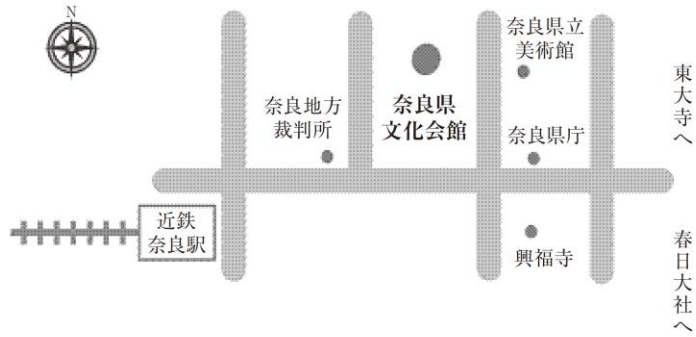 N
奈良県立
美術館
東大寺へ
奈良地方
裁判所
奈良県
文化会館
奈良県庁
近鉄
奈良駅
興福寺
春日大社へ